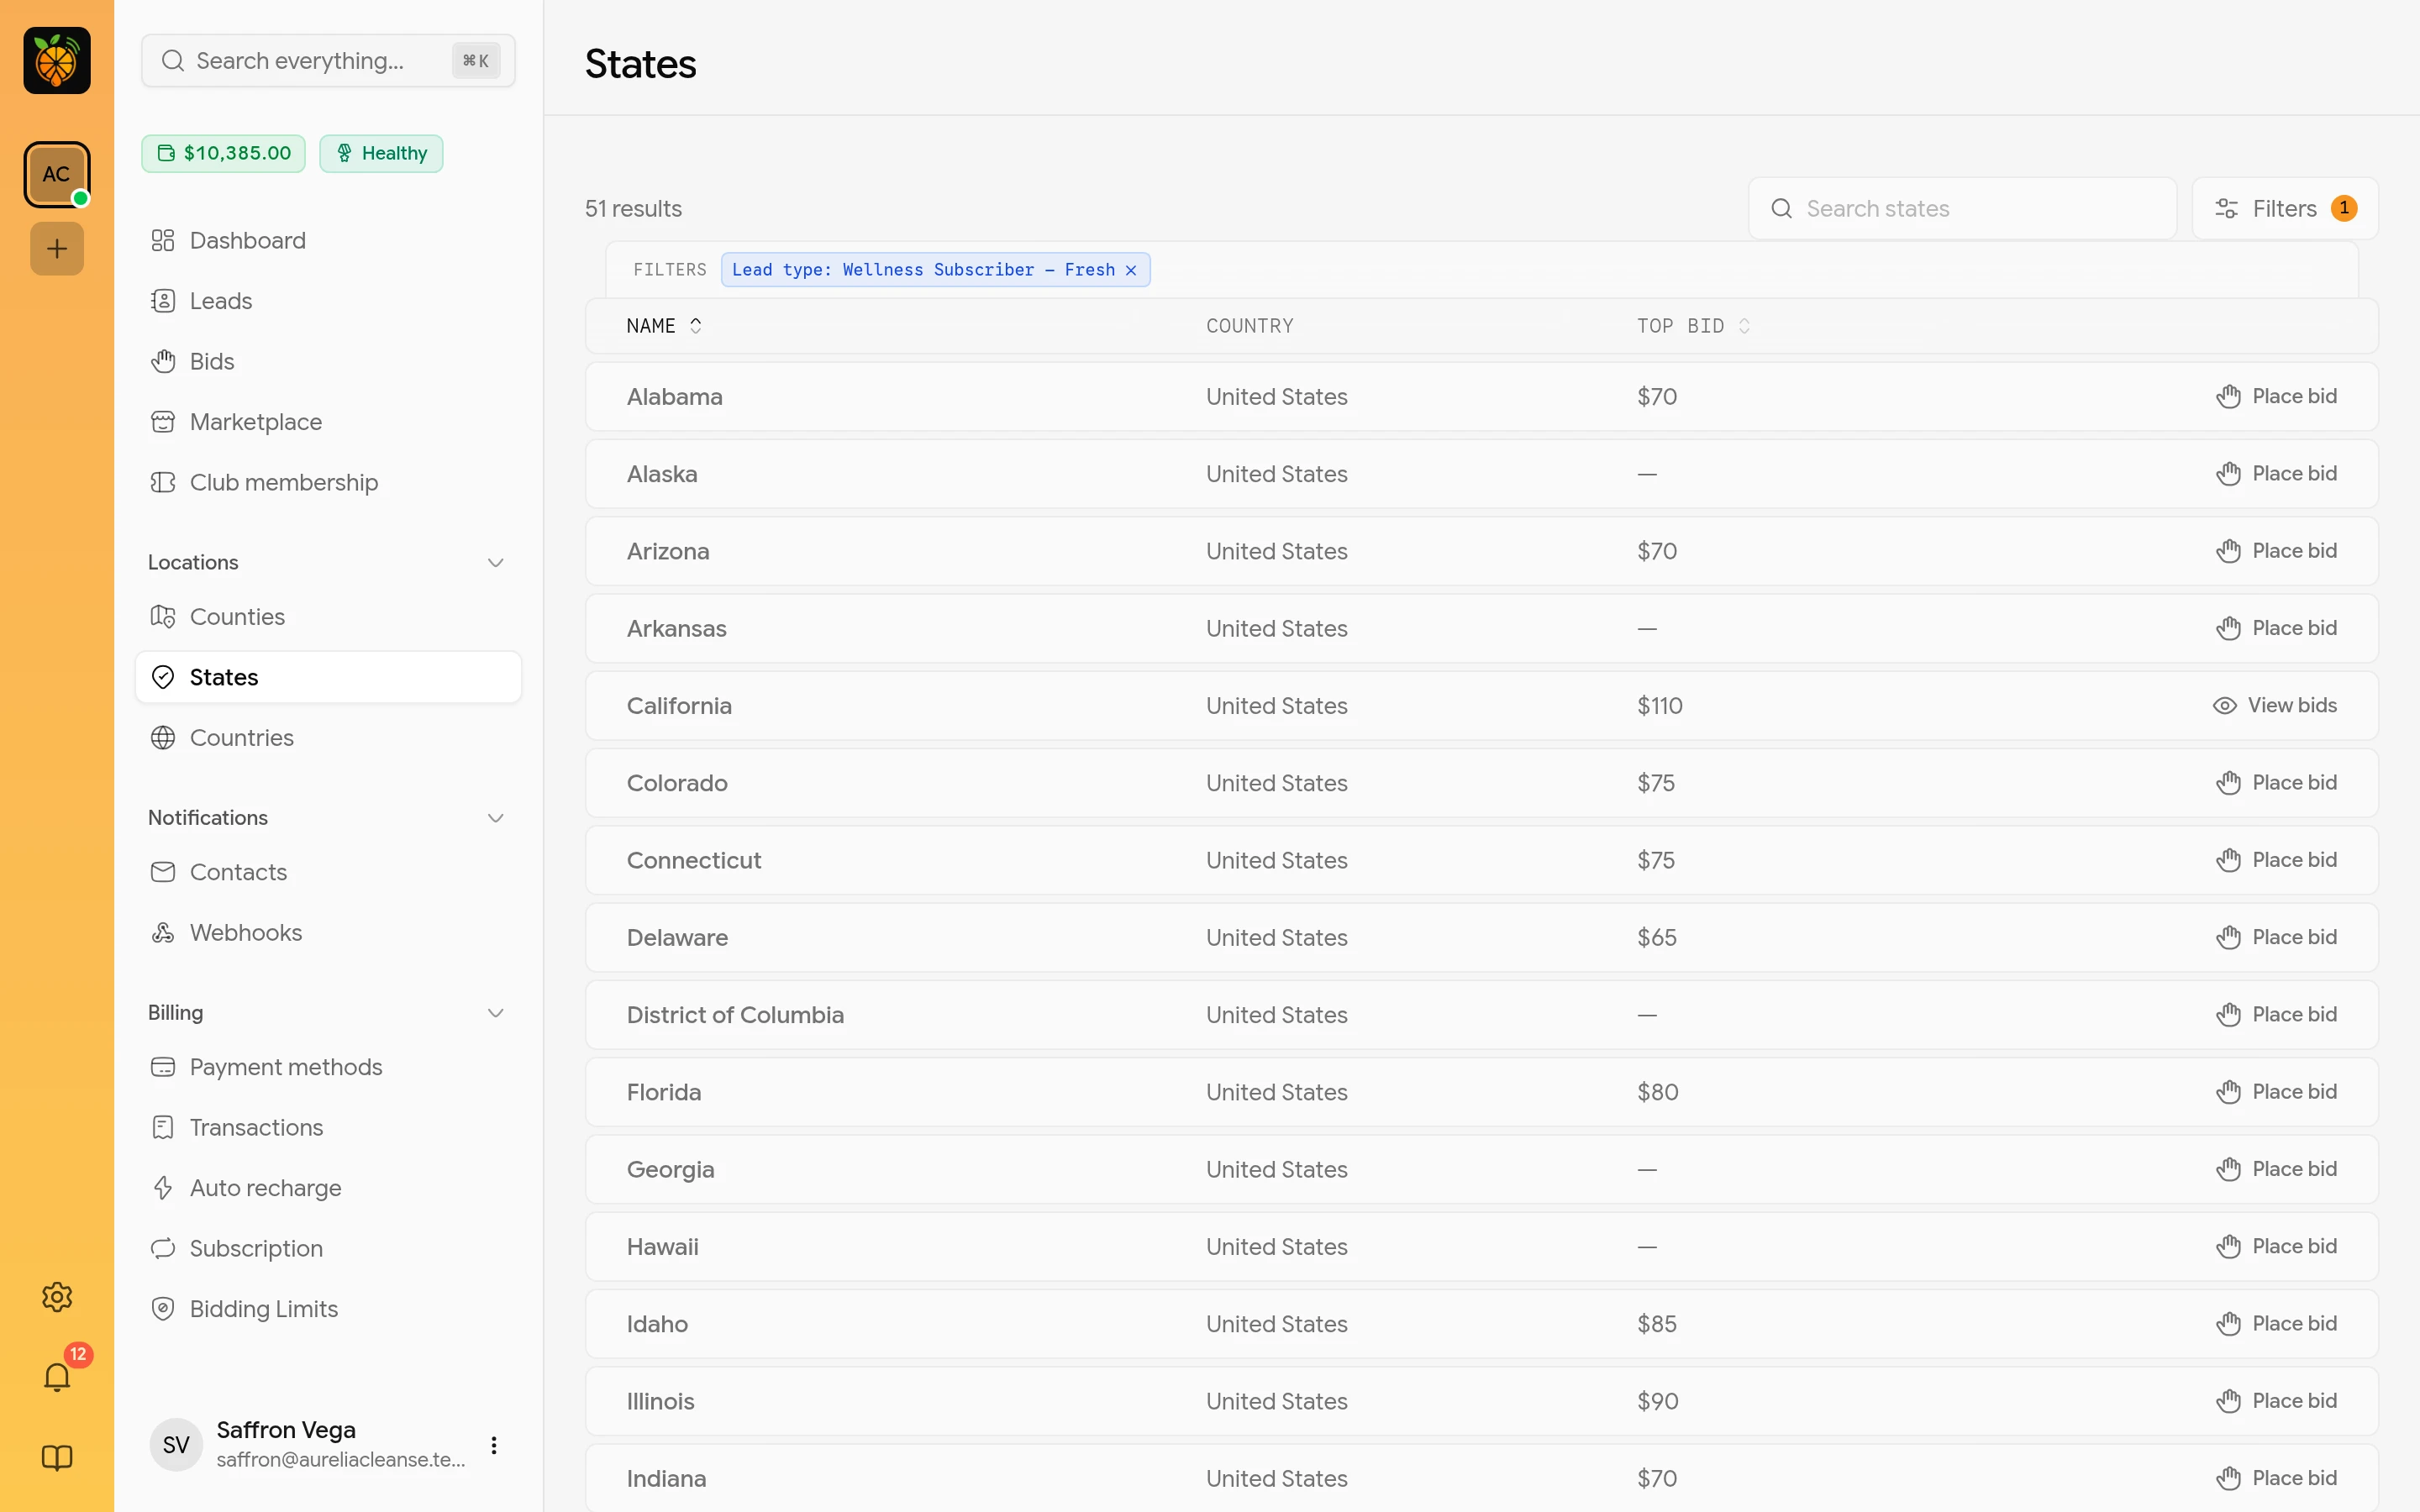 Search everything...
⌘K
$10,385.00
Healthy
AC
Dashboard
Leads
Bids
Marketplace
Club membership
Locations
Counties
States
Countries
Notifications
Contacts
Webhooks
Billing
Payment methods
Transactions
Auto recharge
Subscription
Bidding Limits
12
SV
Saffron Vega
saffron@aureliacleanse.te...
States
51 results
Search states
Filters 1
FILTERS Lead type: Wellness Subscriber – Fresh
NAME COUNTRY TOP BID
Alabama United States $70 Place bid
Alaska United States — Place bid
Arizona United States $70 Place bid
Arkansas United States — Place bid
California United States $110 View bids
Colorado United States $75 Place bid
Connecticut United States $75 Place bid
Delaware United States $65 Place bid
District of Columbia United States — Place bid
Florida United States $80 Place bid
Georgia United States — Place bid
Hawaii United States — Place bid
Idaho United States $85 Place bid
Illinois United States $90 Place bid
Indiana United States $70 Place bid